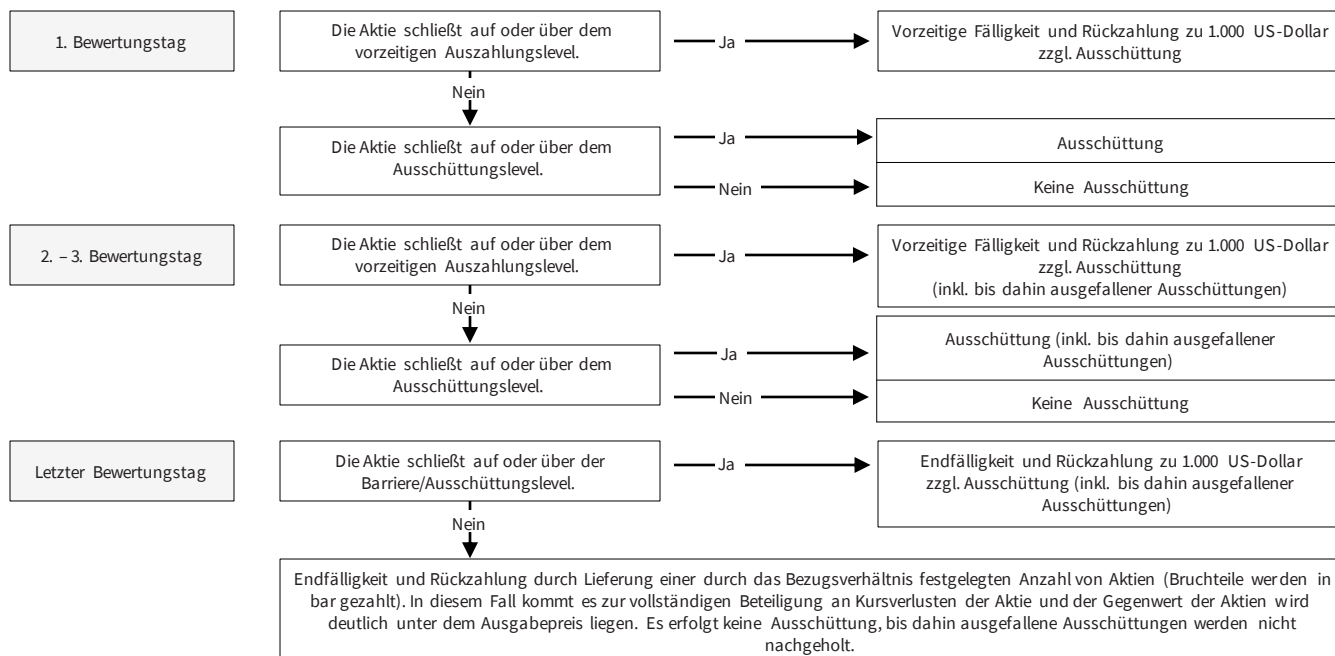 1. Bewertungstag
Die Aktie schließt auf oder über dem
vorzeitigen Auszahlungslevel.
Ja
Vorzeitige Fälligkeit und Rückzahlung zu 1.000 US-Dollar
zzgl. Ausschüttung
Nein
Die Aktie schließt auf oder über dem
Ausschüttungslevel.
Ja
Ausschüttung
Nein
Keine Ausschüttung
2. – 3. Bewertungstag
Die Aktie schließt auf oder über dem
vorzeitigen Auszahlungslevel.
Ja
Vorzeitige Fälligkeit und Rückzahlung zu 1.000 US-Dollar
zzgl. Ausschüttung
(inkl. bis dahin ausgefallener Ausschüttungen)
Nein
Die Aktie schließt auf oder über dem
Ausschüttungslevel.
Ja
Ausschüttung (inkl. bis dahin ausgefallener
Ausschüttungen)
Nein
Keine Ausschüttung
Letzter Bewertungstag
Die Aktie schließt auf oder über der
Barriere/Ausschüttungslevel.
Ja
Endfälligkeit und Rückzahlung zu 1.000 US-Dollar
zzgl. Ausschüttung (inkl. bis dahin ausgefallener
Ausschüttungen)
Nein
Endfälligkeit und Rückzahlung durch Lieferung einer durch das Bezugsverhältnis festgelegten Anzahl von Aktien (Bruchteile werden in
bar gezahlt). In diesem Fall kommt es zur vollständigen Beteiligung an Kursverlusten der Aktie und der Gegenwert der Aktien wird
deutlich unter dem Ausgabepreis liegen. Es erfolgt keine Ausschüttung, bis dahin ausgefallene Ausschüttungen werden nicht
nachgeholt.